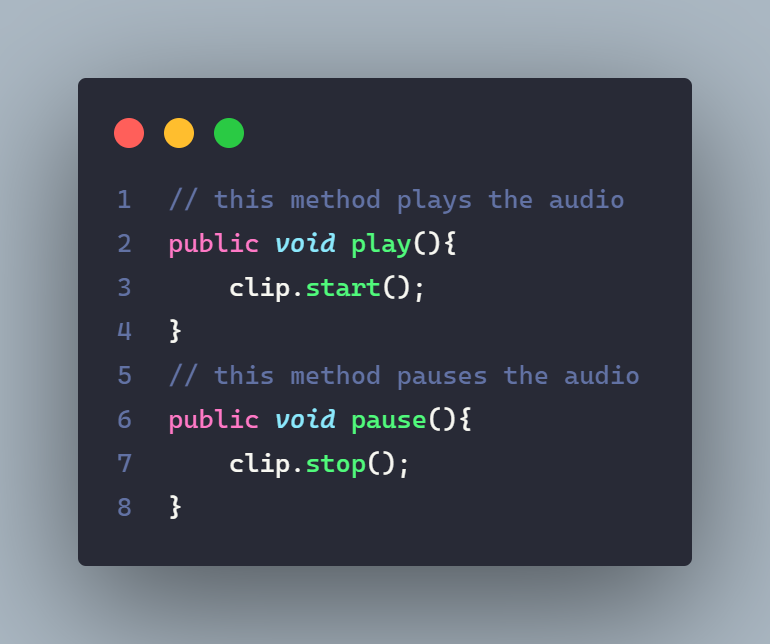 1 // this method plays the audio
2 public void play(){
3     clip.start();
4 }
5 // this method pauses the audio
6 public void pause(){
7     clip.stop();
8 }